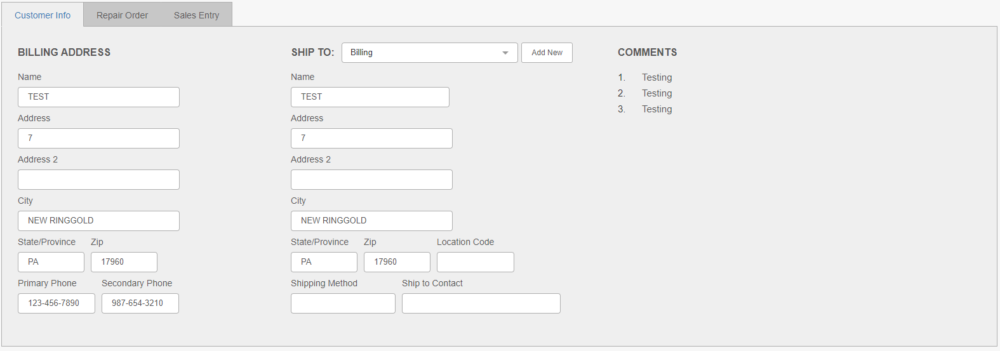 Customer Info Repair Order Sales Entry
BILLING ADDRESS
Name
TEST
Address
7
Address 2
City
NEW RINGGOLD
State/Province Zip
PA 17960
Primary Phone Secondary Phone
123-456-7890 987-654-3210
SHIP TO: Billing Add New
Name
TEST
Address
7
Address 2
City
NEW RINGGOLD
State/Province Zip Location Code
PA 17960
Shipping Method Ship to Contact
COMMENTS
1. Testing
2. Testing
3. Testing